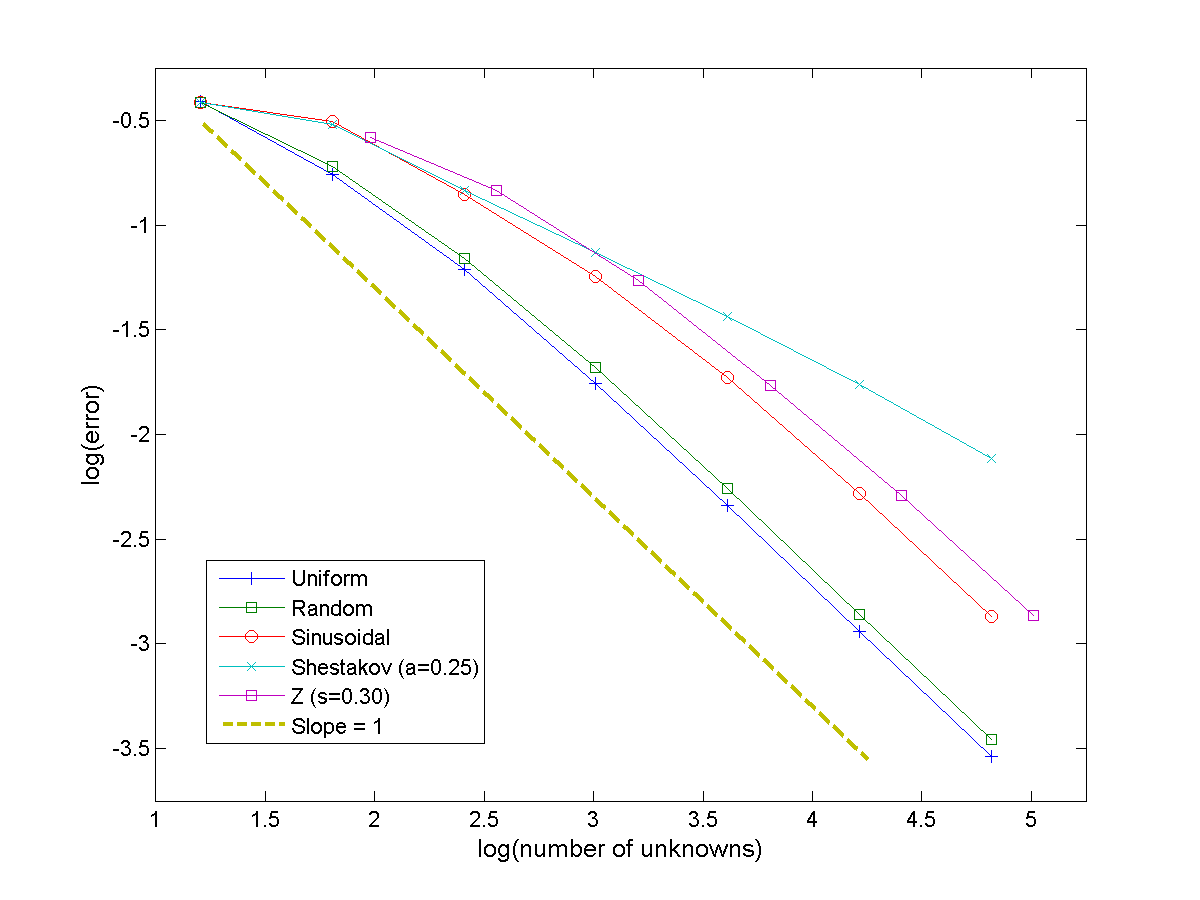 -0.5
-1
-1.5
-2
-2.5
-3
-3.5
log(error)
Uniform
Random
Sinusoidal
Shestakov (a=0.25)
Z (s=0.30)
Slope = 1
1 1.5 2 2.5 3 3.5 4 4.5 5
log(number of unknowns)